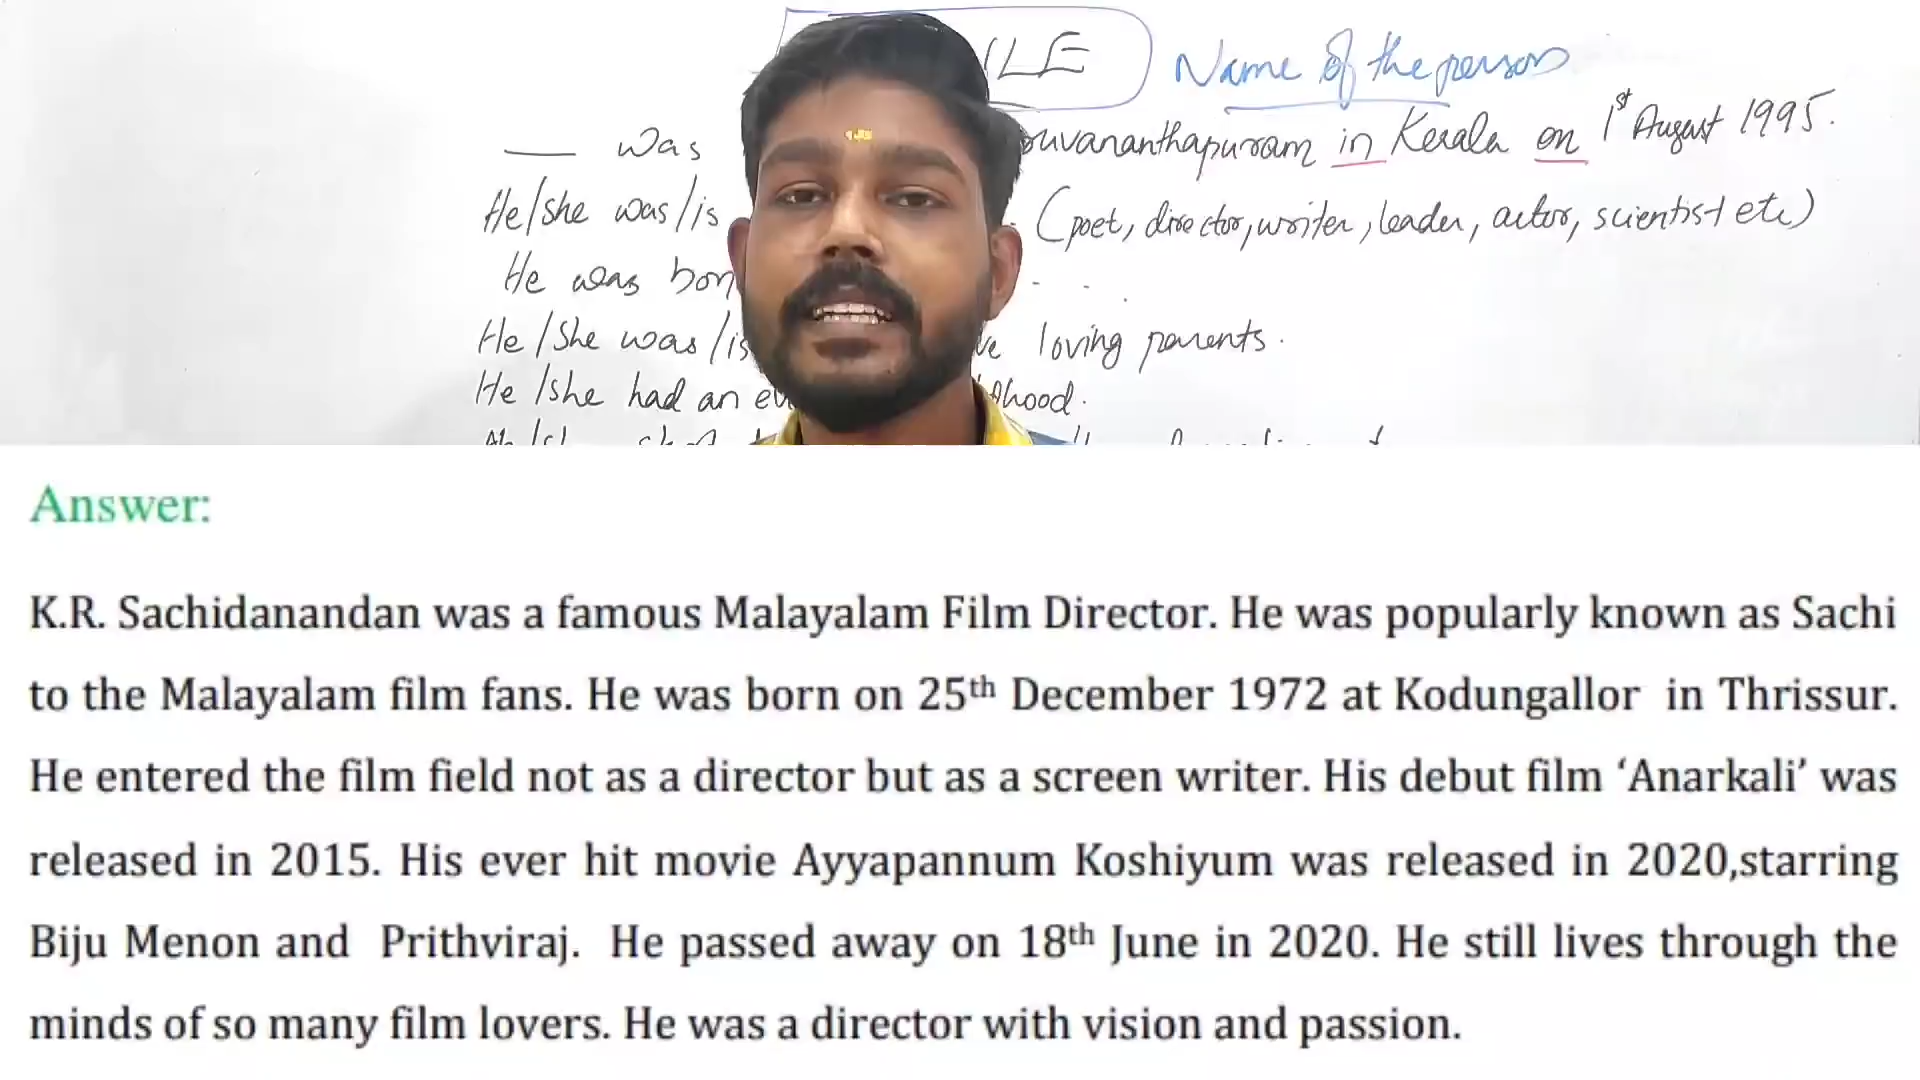 ILE Name of the person
___ was ruvananthapuram in Kerala on 1st August 1995.
He/she was/is . (poet, director, writer, leader, actor, scientist etc)
He was born . . .
He/She was/is loving parents.
He/she had an hood.
Answer:
K.R. Sachidanandan was a famous Malayalam Film Director. He was popularly known as Sachi
to the Malayalam film fans. He was born on 25th December 1972 at Kodungallor in Thrissur.
He entered the film field not as a director but as a screen writer. His debut film ‘Anarkali’ was
released in 2015. His ever hit movie Ayyapannum Koshiyum was released in 2020,starring
Biju Menon and Prithviraj. He passed away on 18th June in 2020. He still lives through the
minds of so many film lovers. He was a director with vision and passion.